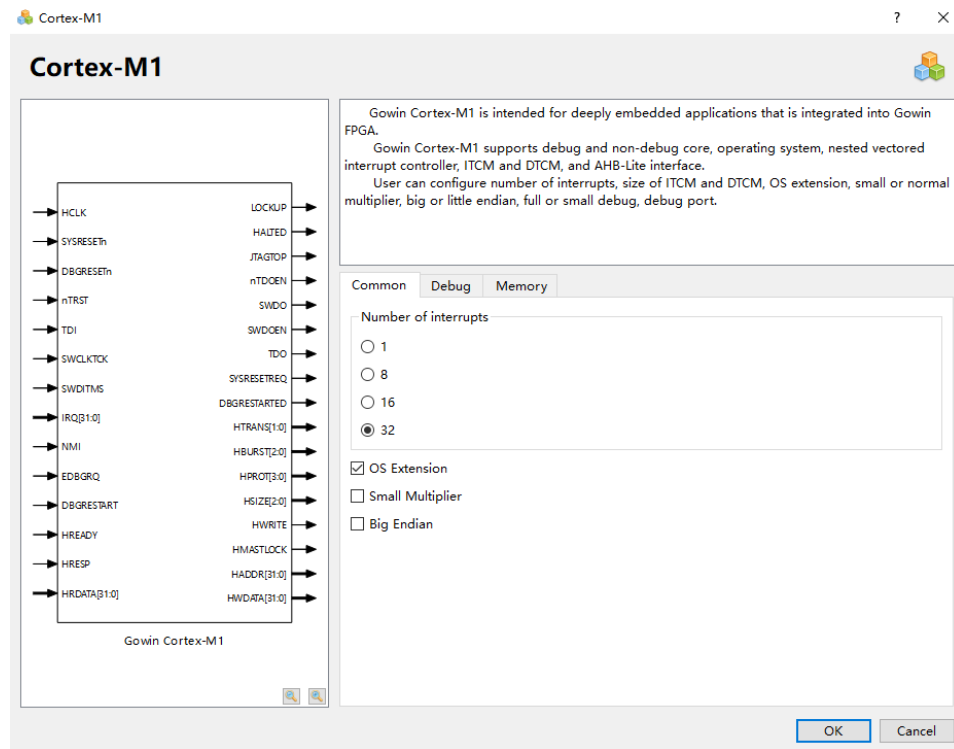 Cortex-M1
?
Cortex-M1
Gowin Cortex-M1 is intended for deeply embedded applications that is integrated into Gowin
FPGA.
Gowin Cortex-M1 supports debug and non-debug core, operating system, nested vectored
interrupt controller, ITCM and DTCM, and AHB-Lite interface.
User can configure number of interrupts, size of ITCM and DTCM, OS extension, small or normal
multiplier, big or little endian, full or small debug, debug port.
HCLK
SYSRESETn
DBGRESETn
nTRST
TDI
SWCLKTCK
SWDITMS
IRQ[31:0]
NMI
EDBGRQ
DBGRESTART
HREADY
HRESP
HRDATA[31:0]
LOCKUP
HALTED
JTAGTOP
nTDOEN
SWDO
SWDOEN
TDO
SYSRESETREQ
DBGRESTARTED
HTRANS[1:0]
HBURST[2:0]
HPROT[3:0]
HSIZE[2:0]
HWRITE
HMASTLOCK
HADDR[31:0]
HWDATA[31:0]
Gowin Cortex-M1
Common Debug Memory
Number of interrupts
1
8
16
32
OS Extension
Small Multiplier
Big Endian
OK Cancel